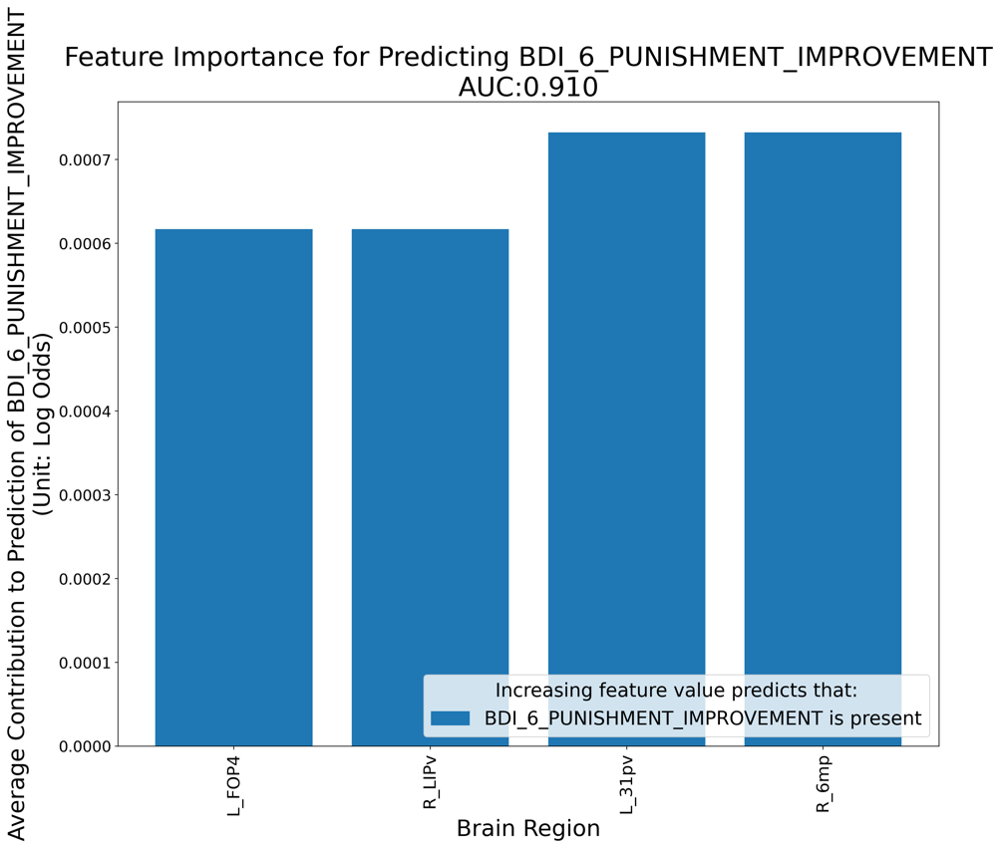 Feature Importance for Predicting BDI_6_PUNISHMENT_IMPROVEMENT
AUC:0.910
Average Contribution to Prediction of BDI_6_PUNISHMENT_IMPROVEMENT
(Unit: Log Odds)
0.0007
0.0006
0.0005
0.0004
0.0003
0.0002
0.0001
0.0000
Increasing feature value predicts that:
BDI_6_PUNISHMENT_IMPROVEMENT is present
L_FOP4
R_LIPv
L_31pv
R_6mp
Brain Region